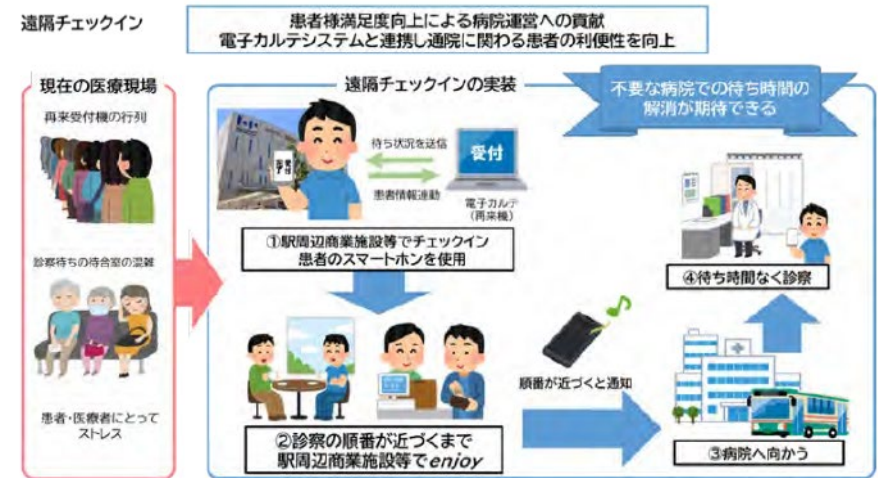 遠隔チェックイン
患者様満足度向上による病院運営への貢献
電子カルテシステムと連携し通院に関わる患者の利便性を向上
現在の医療現場
再来受付機の行列
診察待ちの待合室の混雑
患者・医療者にとって
ストレス
遠隔チェックインの実装
不要な病院での待ち時間の
解消が期待できる
待ち状況を送信
患者情報連動
受付
電子カルテ
(再来機)
①駅周辺商業施設等でチェックイン
患者のスマートホンを使用
②診察の順番が近づくまで
駅周辺商業施設等でenjoy
順番が近づくと通知
③病院へ向かう
④待ち時間なく診察